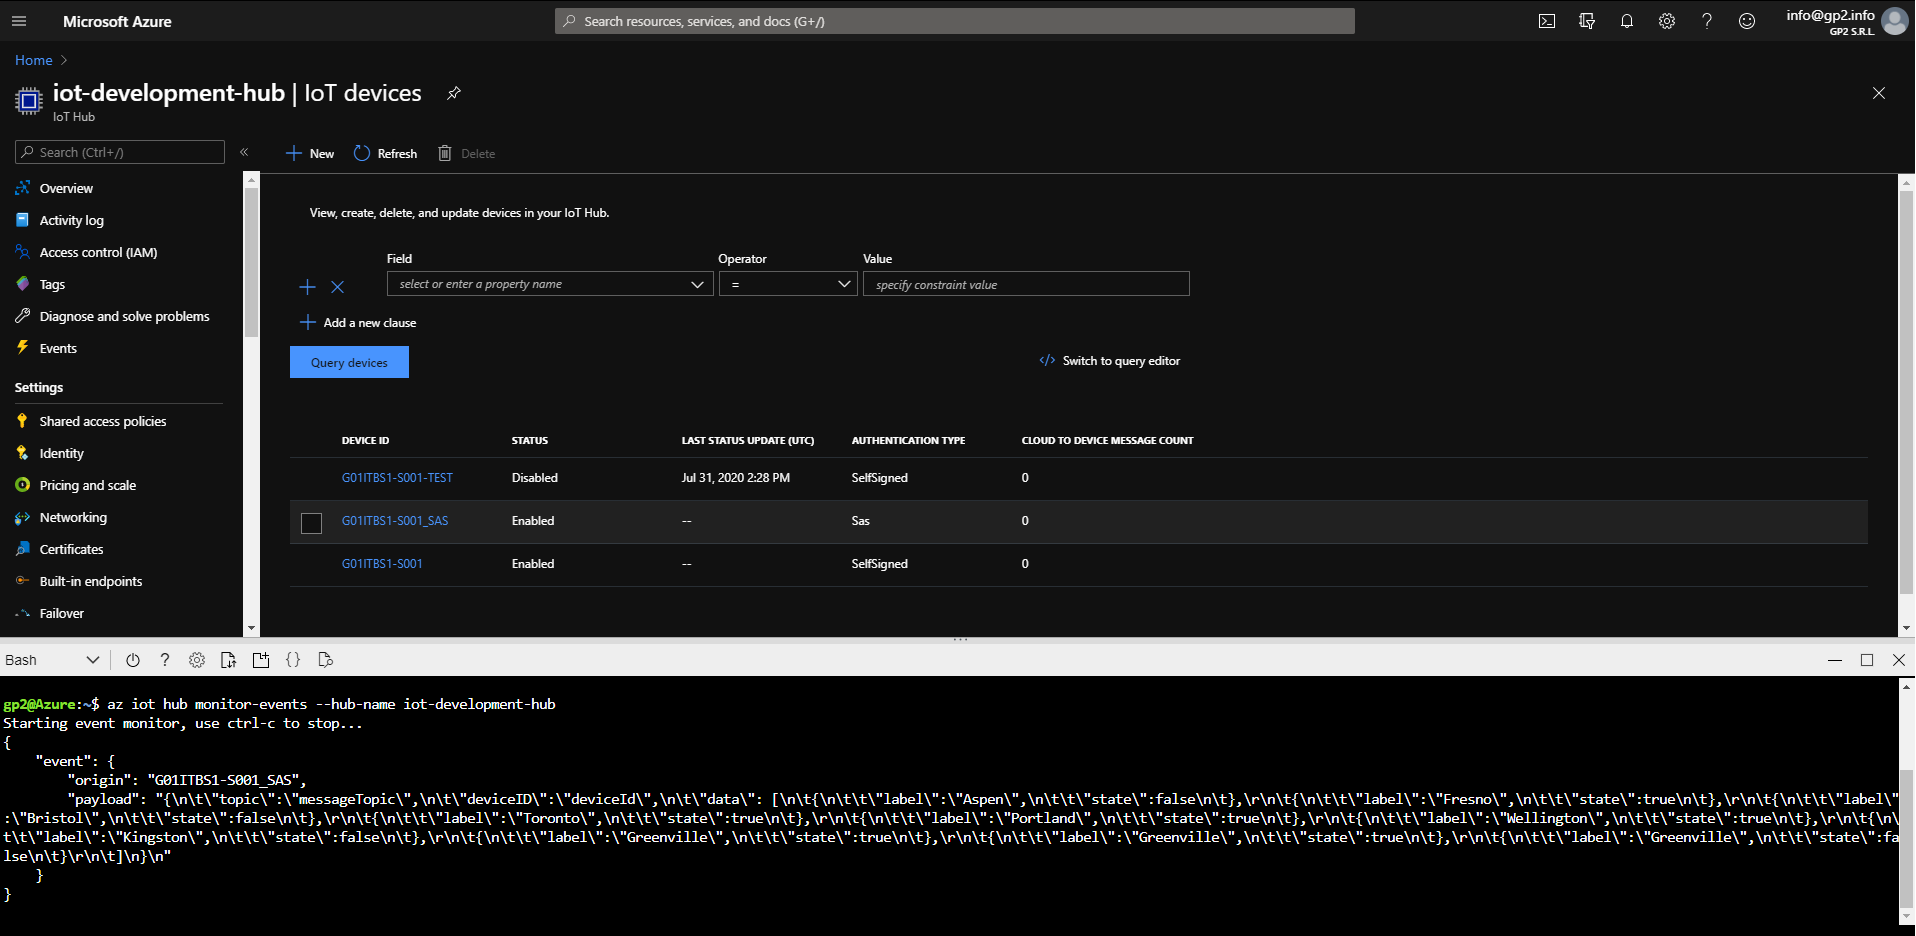 Microsoft Azure
Search resources, services, and docs (G+/)
info@gp2.info
GP2 S.R.L.
Home
iot-development-hub | IoT devices
IoT Hub
Search (Ctrl+/)
«
New
Refresh
Delete
Overview
Activity log
Access control (IAM)
Tags
Diagnose and solve problems
Events
Settings
Shared access policies
Identity
Pricing and scale
Networking
Certificates
Built-in endpoints
Failover
View, create, delete, and update devices in your IoT Hub.
Field Operator Value
select or enter a property name = specify constraint value
Add a new clause
Query devices
</> Switch to query editor
DEVICE ID STATUS LAST STATUS UPDATE (UTC) AUTHENTICATION TYPE CLOUD TO DEVICE MESSAGE COUNT
G01ITBS1-S001-TEST Disabled Jul 31, 2020 2:28 PM SelfSigned 0
G01ITBS1-S001_SAS Enabled -- Sas 0
G01ITBS1-S001 Enabled -- SelfSigned 0
Bash
gp2@Azure:~$ az iot hub monitor-events --hub-name iot-development-hub
Starting event monitor, use ctrl-c to stop...
{
    "event": {
        "origin": "G01ITBS1-S001_SAS",
        "payload": "{\n\t\"topic\":\"messageTopic\",\n\t\"deviceID\":\"deviceId\",\n\t\"data\": [\n\t{\n\t\t\"label\":\"Aspen\",\n\t\t\"state\":false\n\t},\r\n\t{\n\t\t\"label\":\"Fresno\",\n\t\t\"state\":true\n\t},\r\n\t{\n\t\t\"label\"
:\"Bristol\",\n\t\t\"state\":false\n\t},\r\n\t{\n\t\t\"label\":\"Toronto\",\n\t\t\"state\":true\n\t},\r\n\t{\n\t\t\"label\":\"Portland\",\n\t\t\"state\":true\n\t},\r\n\t{\n\t\t\"label\":\"Wellington\",\n\t\t\"state\":true\n\t},\r\n\t{\n\
t\t\"label\":\"Kingston\",\n\t\t\"state\":false\n\t},\r\n\t{\n\t\t\"label\":\"Greenville\",\n\t\t\"state\":true\n\t},\r\n\t{\n\t\t\"label\":\"Greenville\",\n\t\t\"state\":true\n\t},\r\n\t{\n\t\t\"label\":\"Greenville\",\n\t\t\"state\":fa
lse\n\t}\r\n\t]\n}\n"
    }
}